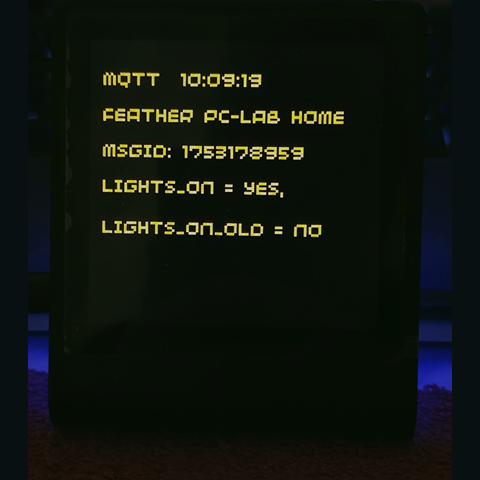 MQTT 10:09:19
FEATHER PC-LAB HOME
MSGID: 1753178959
LIGHTS_ON = YES,
LIGHTS_ON_OLD = NO